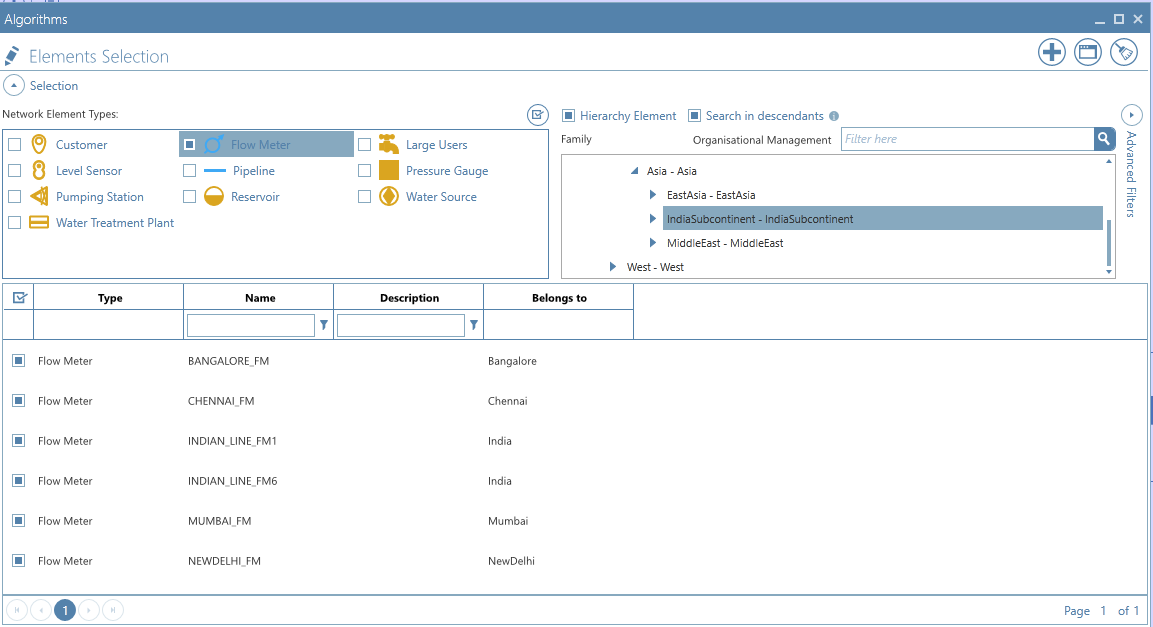 Algorithms
Elements Selection
Selection
Network Element Types:
Customer
Flow Meter
Large Users
Level Sensor
Pipeline
Pressure Gauge
Pumping Station
Reservoir
Water Source
Water Treatment Plant
Hierarchy Element
Search in descendants
Family
Organisational Management
Filter here
Asia - Asia
EastAsia - EastAsia
IndiaSubcontinent - IndiaSubcontinent
MiddleEast - MiddleEast
West - West
Advanced Filters
Type Name Description Belongs to
Flow Meter BANGALORE_FM Bangalore
Flow Meter CHENNAI_FM Chennai
Flow Meter INDIAN_LINE_FM1 India
Flow Meter INDIAN_LINE_FM6 India
Flow Meter MUMBAI_FM Mumbai
Flow Meter NEWDELHI_FM NewDelhi
1
Page 1 of 1